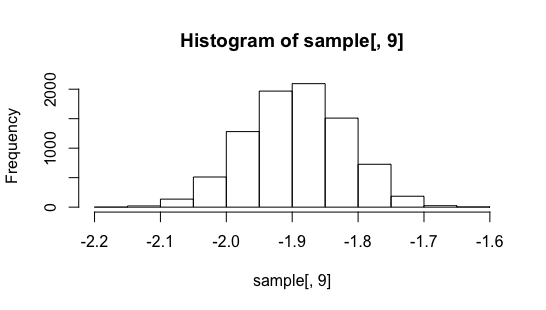 Histogram of sample[, 9]
Frequency
2000
1000
0
-2.2 -2.1 -2.0 -1.9 -1.8 -1.7 -1.6
sample[, 9]